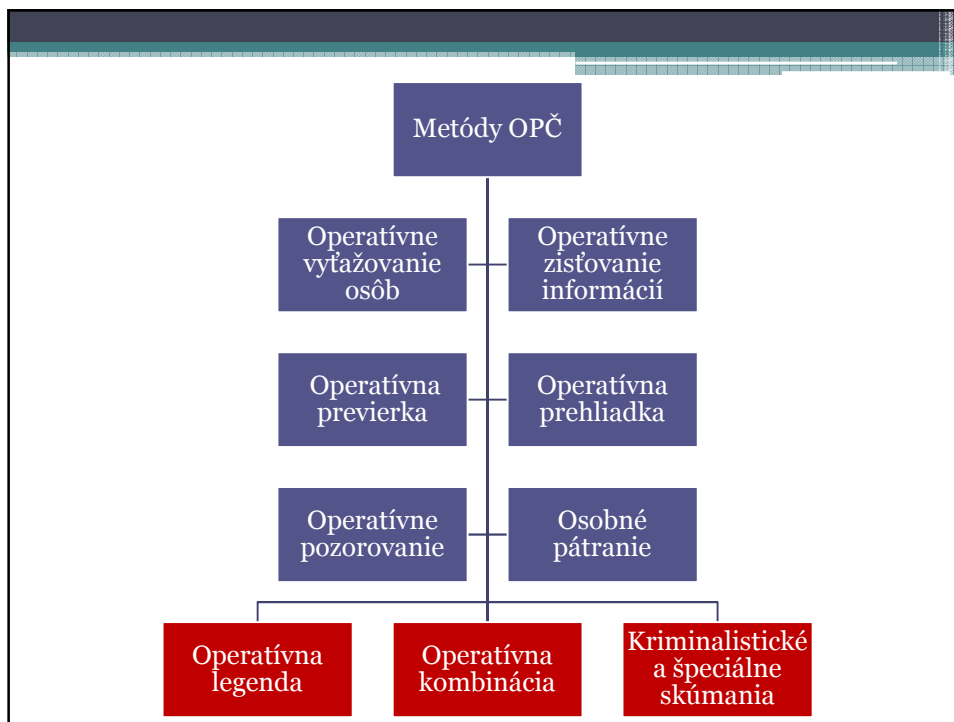 Metódy OPČ
Operatívne
vyťažovanie
osôb
Operatívne
zisťovanie
informácií
Operatívna
previerka
Operatívna
prehliadka
Operatívne
pozorovanie
Osobné
pátranie
Operatívna
legenda
Operatívna
kombinácia
Kriminalistické
a špeciálne
skúmania